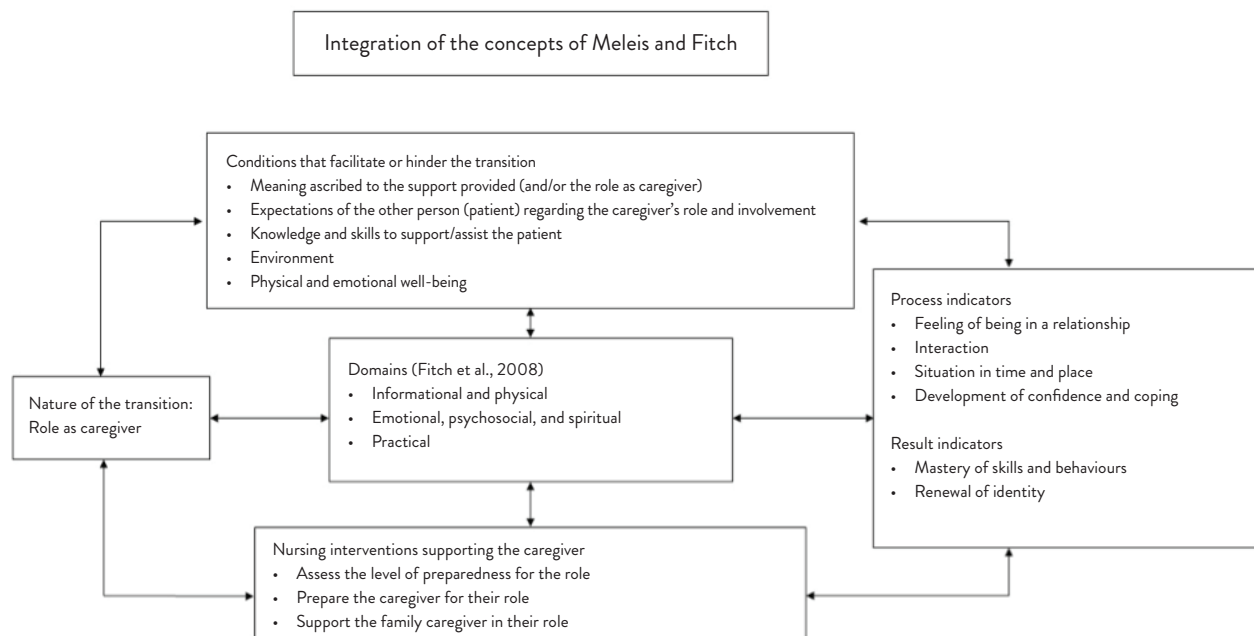 Integration of the concepts of Meleis and Fitch
Conditions that facilitate or hinder the transition
• Meaning ascribed to the support provided (and/or the role as caregiver)
• Expectations of the other person (patient) regarding the caregiver's role and involvement
• Knowledge and skills to support/assist the patient
• Environment
• Physical and emotional well-being
Nature of the transition:
Role as caregiver
Domains (Fitch et al., 2008)
• Informational and physical
• Emotional, psychosocial, and spiritual
• Practical
Process indicators
• Feeling of being in a relationship
• Interaction
• Situation in time and place
• Development of confidence and coping
Result indicators
• Mastery of skills and behaviours
• Renewal of identity
Nursing interventions supporting the caregiver
• Assess the level of preparedness for the role
• Prepare the caregiver for their role
• Support the family caregiver in their role